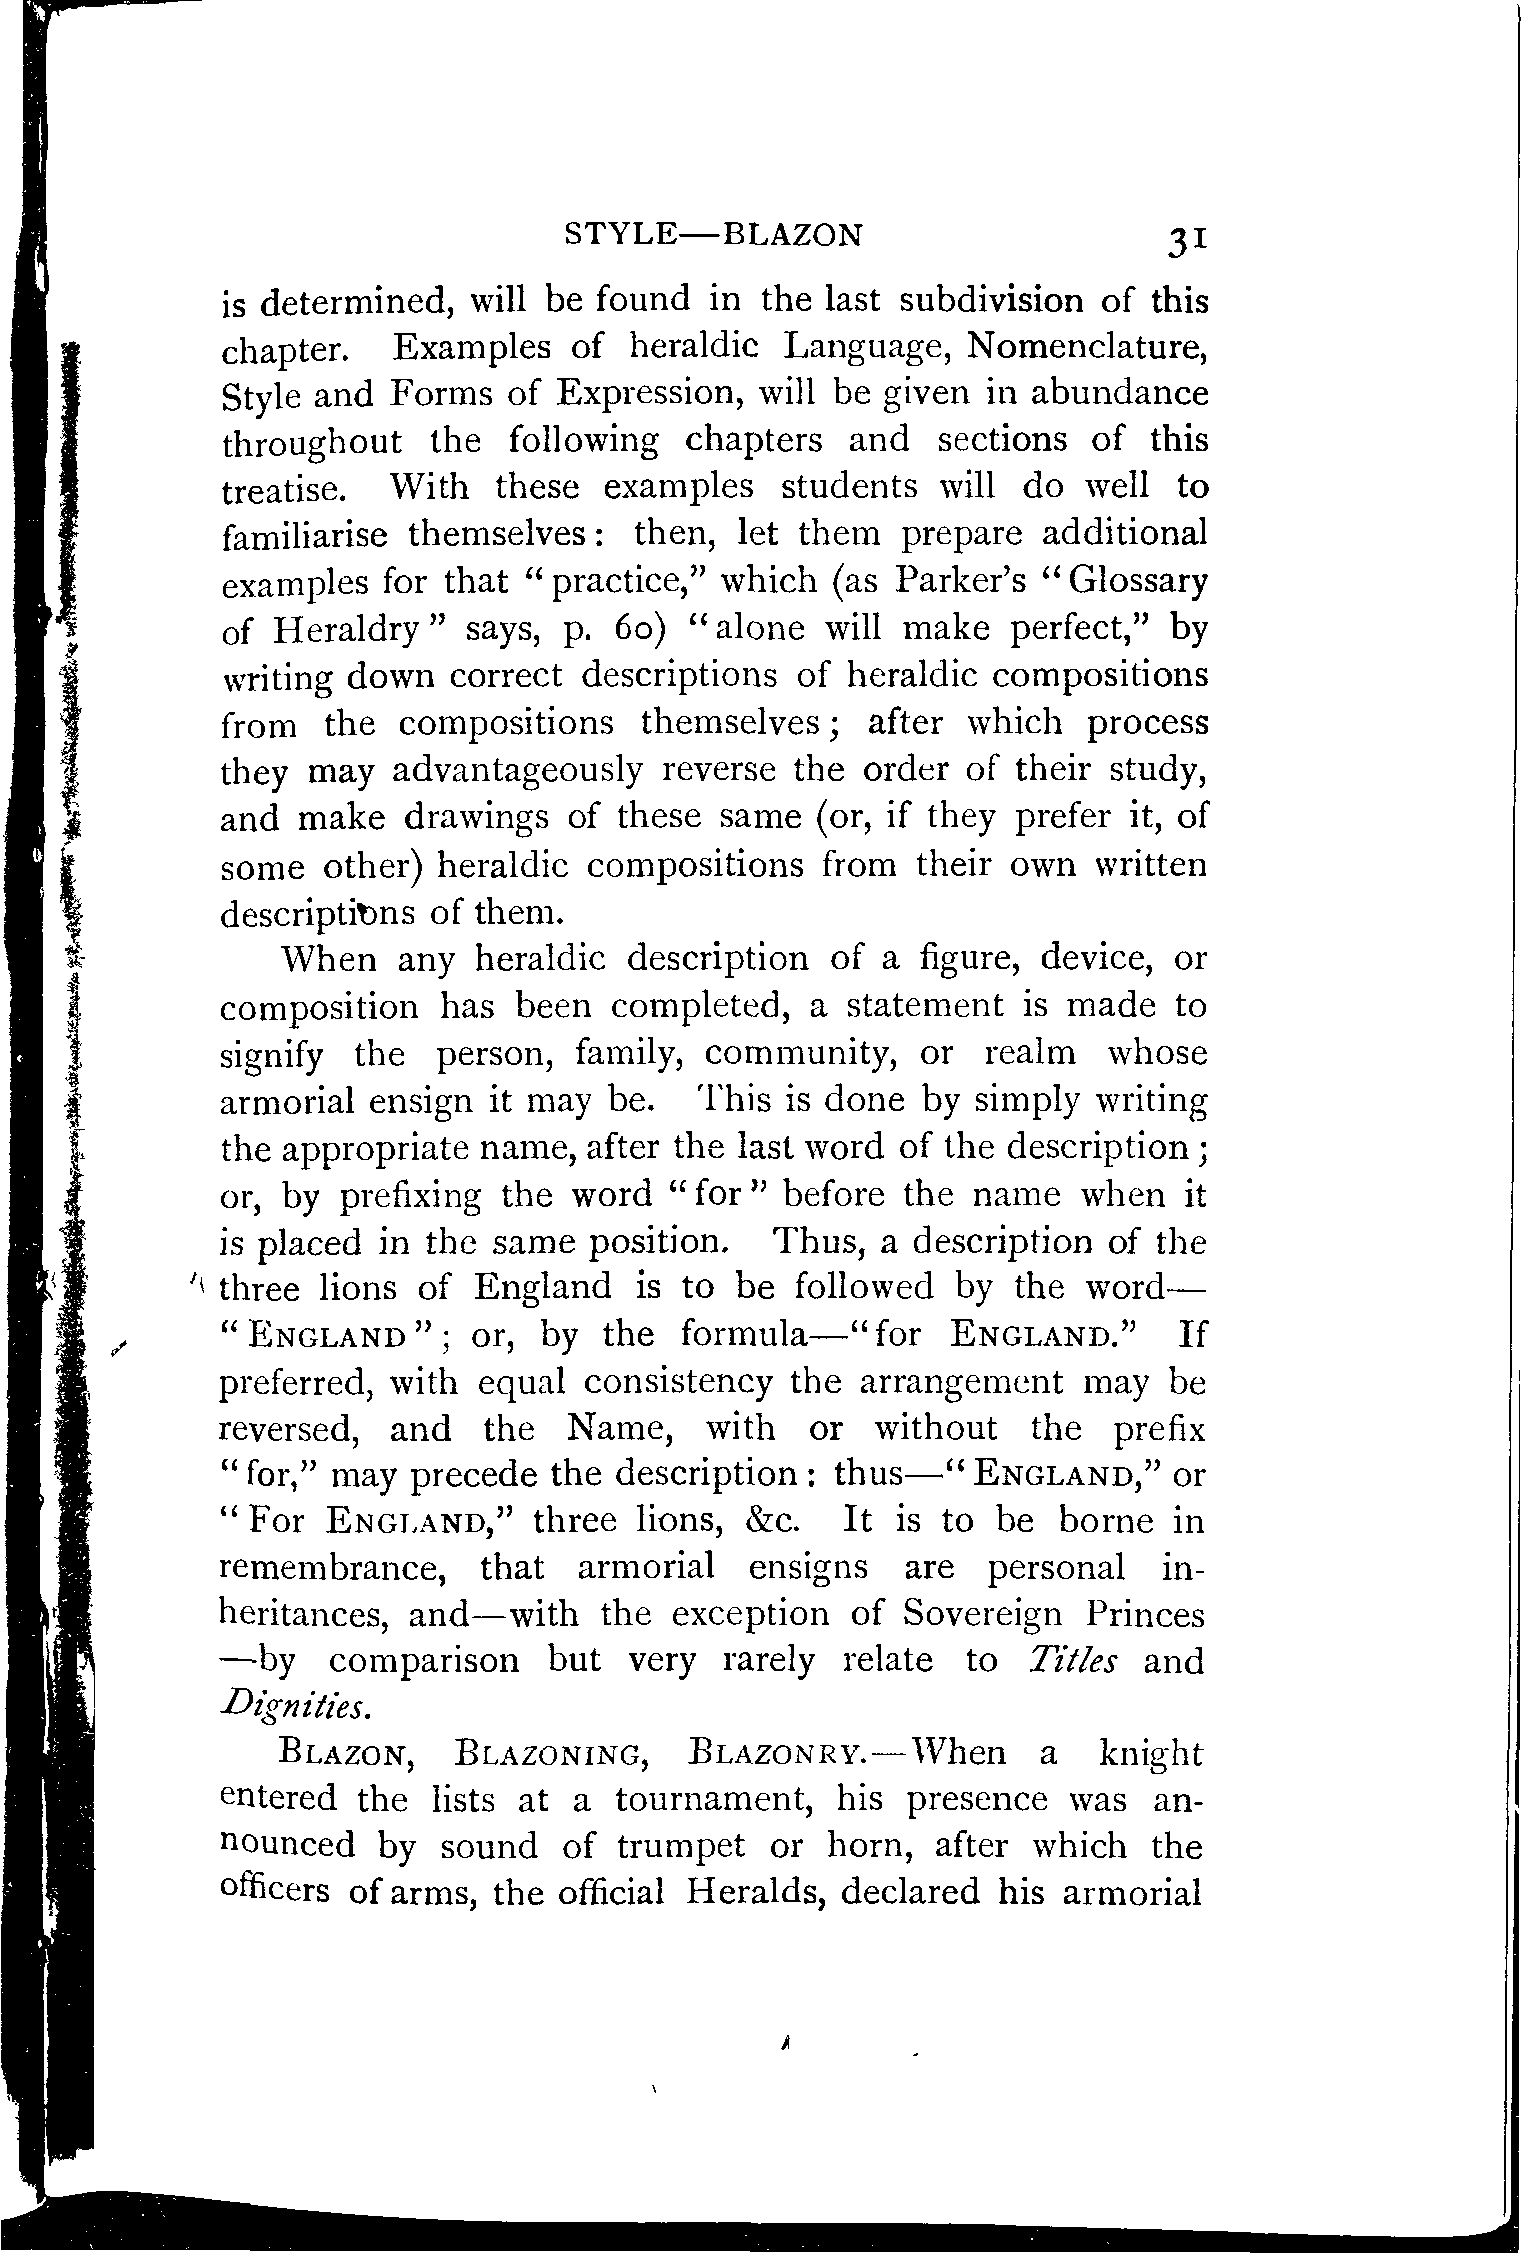 STYLE—BLAZON 31
is determined, will be found in the last subdivision of this
chapter. Examples of heraldic Language, Nomenclature,
Style and Forms of Expression, will be given in abundance
throughout the following chapters and sections of this
treatise. With these examples students will do well to
familiarise themselves: then, let them prepare additional
examples for that "practice," which (as Parker's "Glossary
of Heraldry" says, p. 60) "alone will make perfect," by
writing down correct descriptions of heraldic compositions
from the compositions themselves; after which process
they may advantageously reverse the order of their study,
and make drawings of these same (or, if they prefer it, of
some other) heraldic compositions from their own written
descriptions of them.
When any heraldic description of a figure, device, or
composition has been completed, a statement is made to
signify the person, family, community, or realm whose
armorial ensign it may be. This is done by simply writing
the appropriate name, after the last word of the description;
or, by prefixing the word "for" before the name when it
is placed in the same position. Thus, a description of the
three lions of England is to be followed by the word—
"ENGLAND"; or, by the formula—"for ENGLAND." If
preferred, with equal consistency the arrangement may be
reversed, and the Name, with or without the prefix
"for," may precede the description: thus—"ENGLAND," or
"For ENGLAND," three lions, &c. It is to be borne in
remembrance, that armorial ensigns are personal in-
heritances, and—with the exception of Sovereign Princes
—by comparison but very rarely relate to Titles and
Dignities.
BLAZON, BLAZONING, BLAZONRY.—When a knight
entered the lists at a tournament, his presence was an-
nounced by sound of trumpet or horn, after which the
officers of arms, the official Heralds, declared his armorial